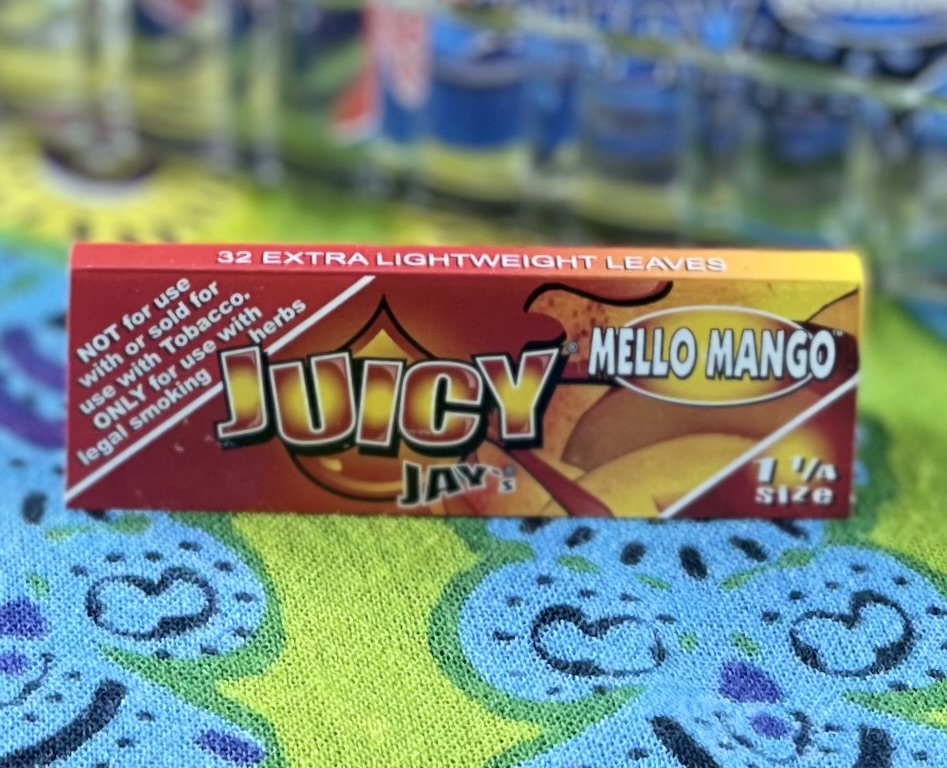 32 EXTRA LIGHTWEIGHT LEAVES
NOT for use
with or sold for
use with Tobacco.
ONLY for use with
legal smoking herbs
JUICY®
JAY's®
MELLO MANGO™
1 ¼
size